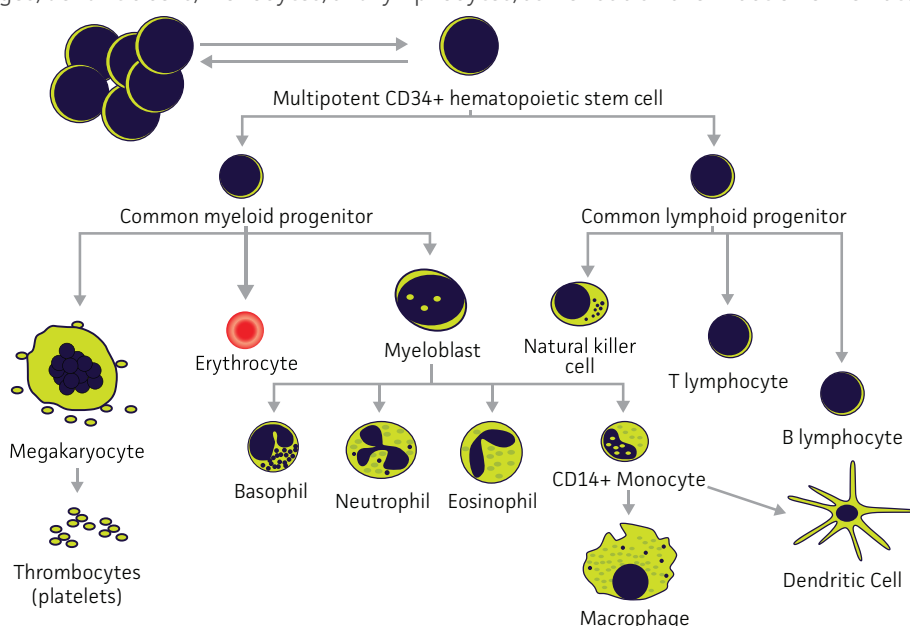 Multipotent CD34+ hematopoietic stem cell
Common myeloid progenitor
Common lymphoid progenitor
Erythrocyte
Myeloblast
Natural killer
cell
T lymphocyte
B lymphocyte
Megakaryocyte
Basophil
Neutrophil
Eosinophil
CD14+ Monocyte
Thrombocytes
(platelets)
Macrophage
Dendritic Cell